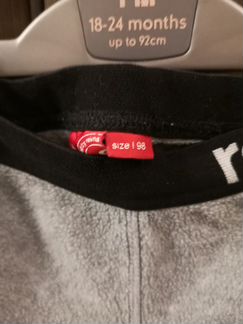 18-24 months
up to 92cm
size | 98
r